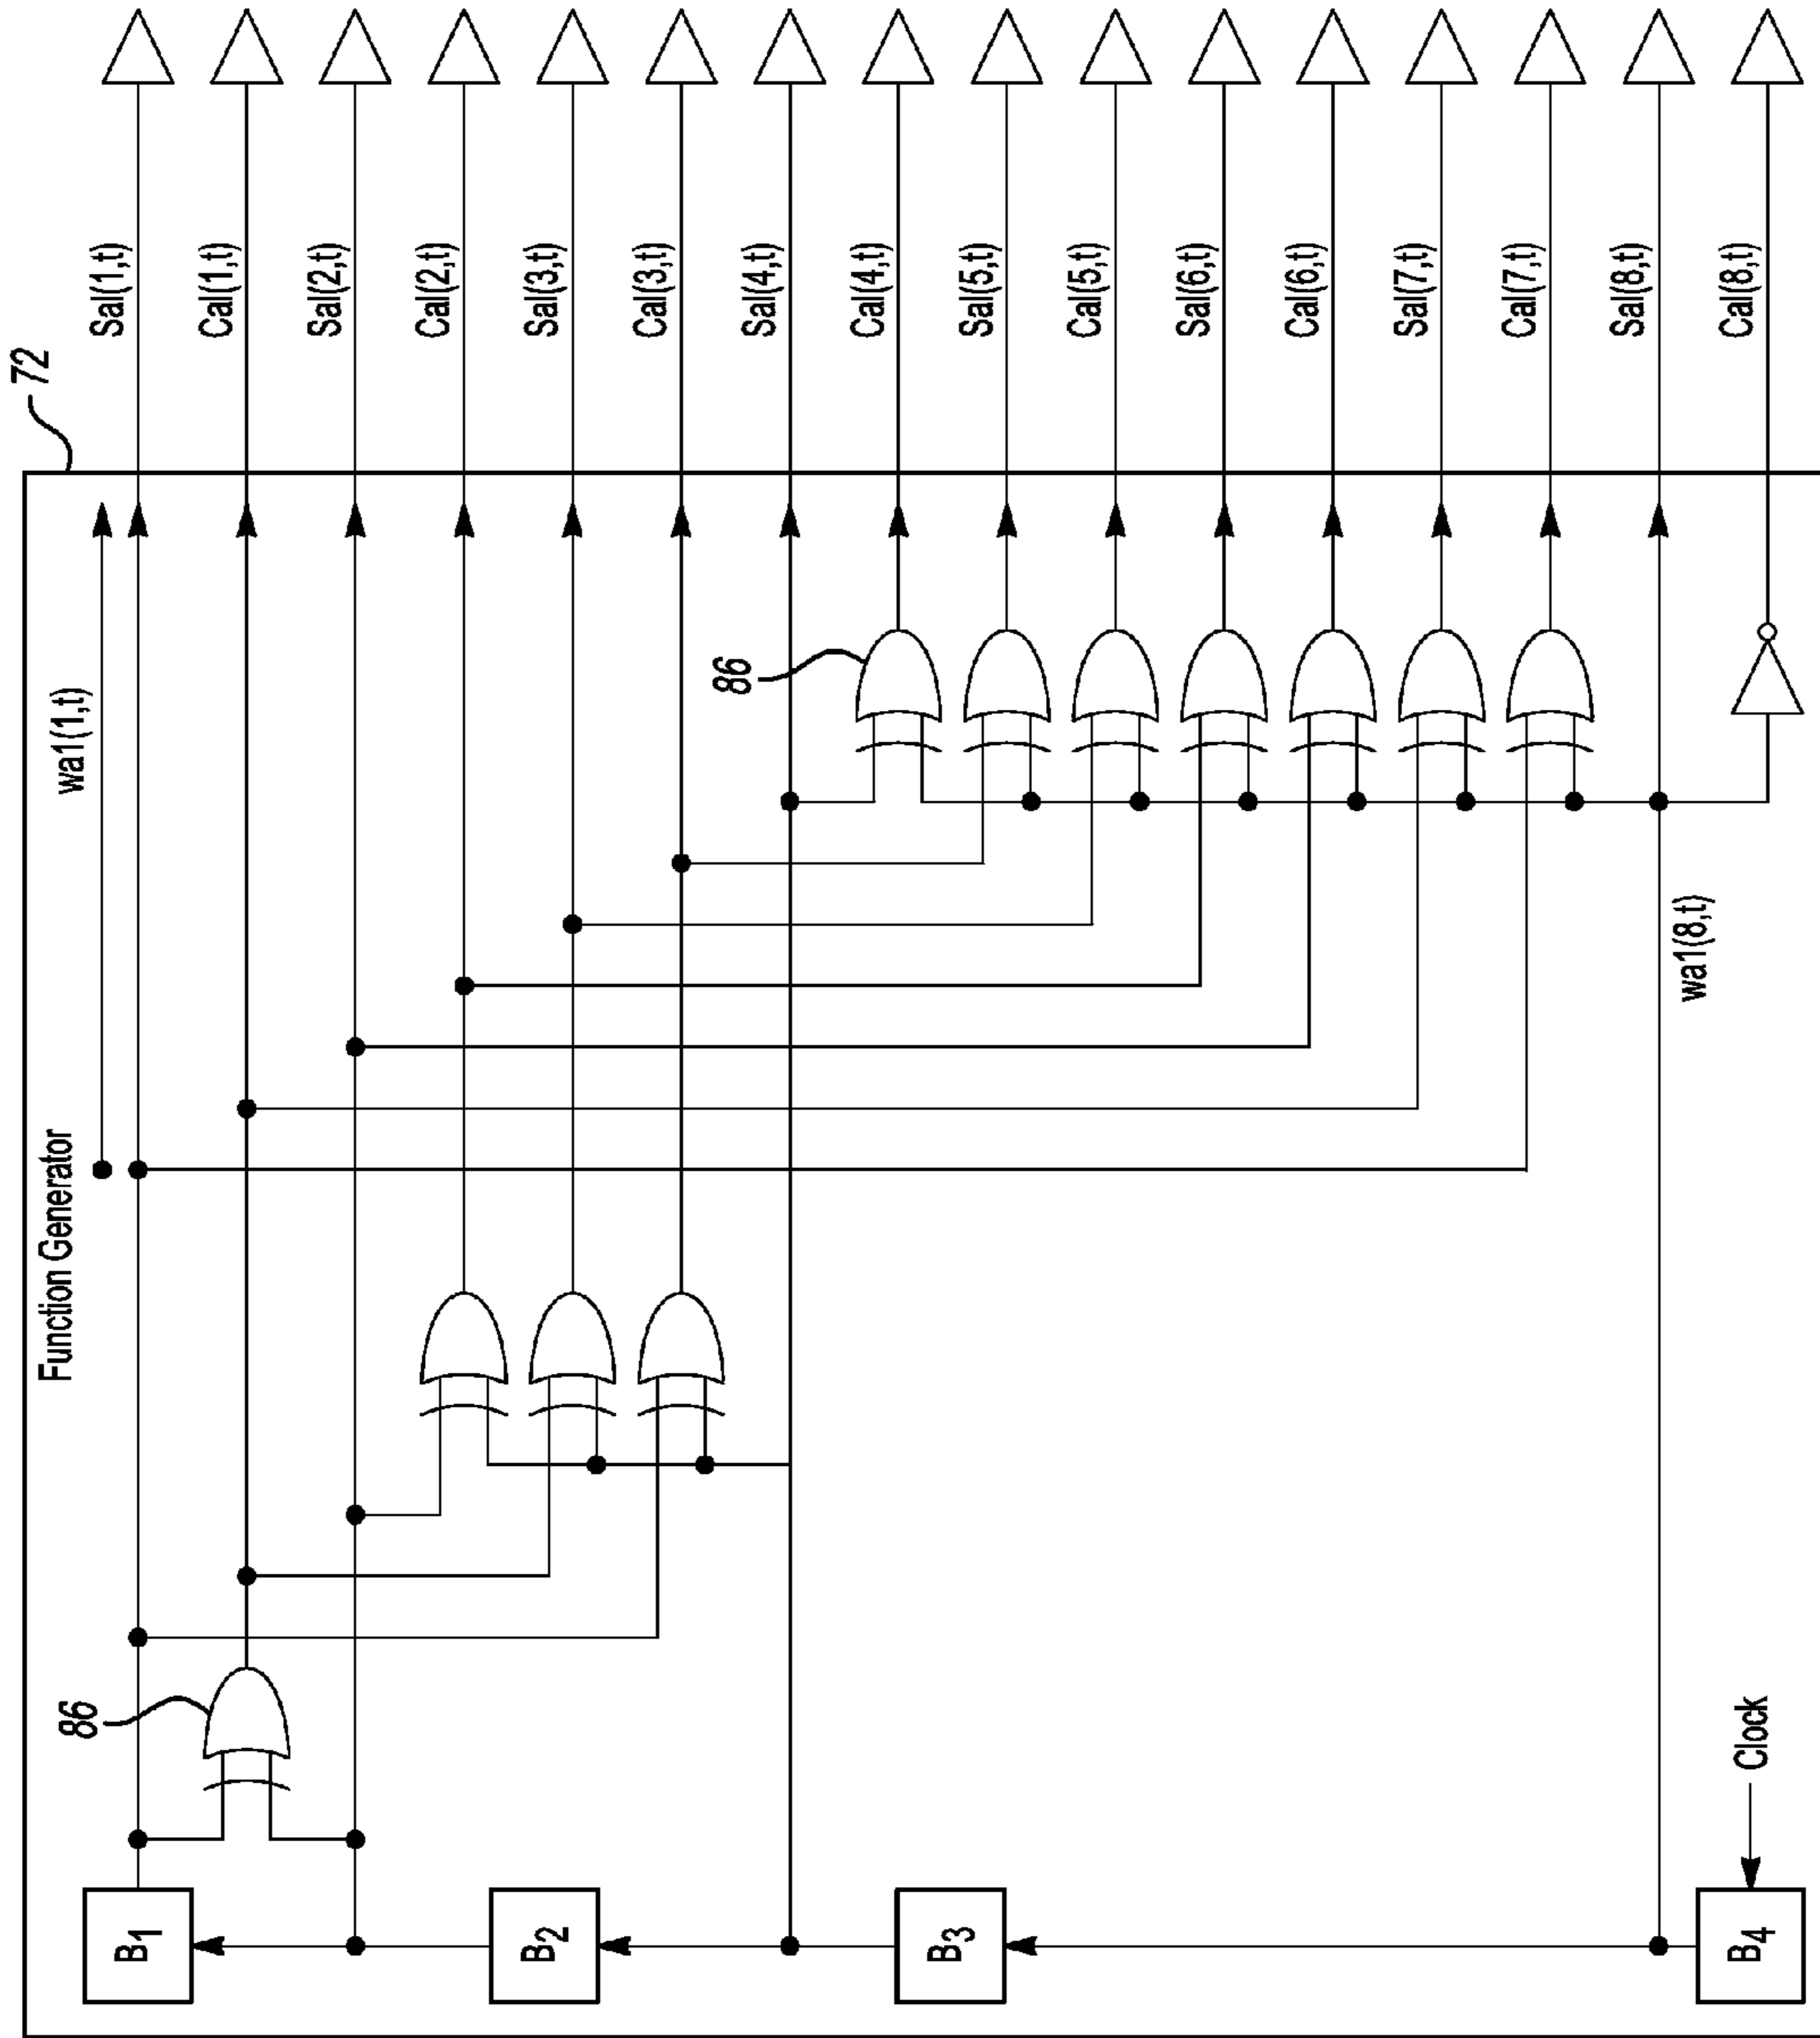 Function Generator
72
wa1(1,t)
Sal(1,t)
Cal(1,t)
Sal(2,t)
Cal(2,t)
Sal(3,t)
Cal(3,t)
Sal(4,t)
Cal(4,t)
Sal(5,t)
Cal(5,t)
Sal(6,t)
Cal(6,t)
Sal(7,t)
Cal(7,t)
Sal(8,t)
Cal(8,t)
86
86
wa1(8,t)
B1
B2
B3
B4
Clock